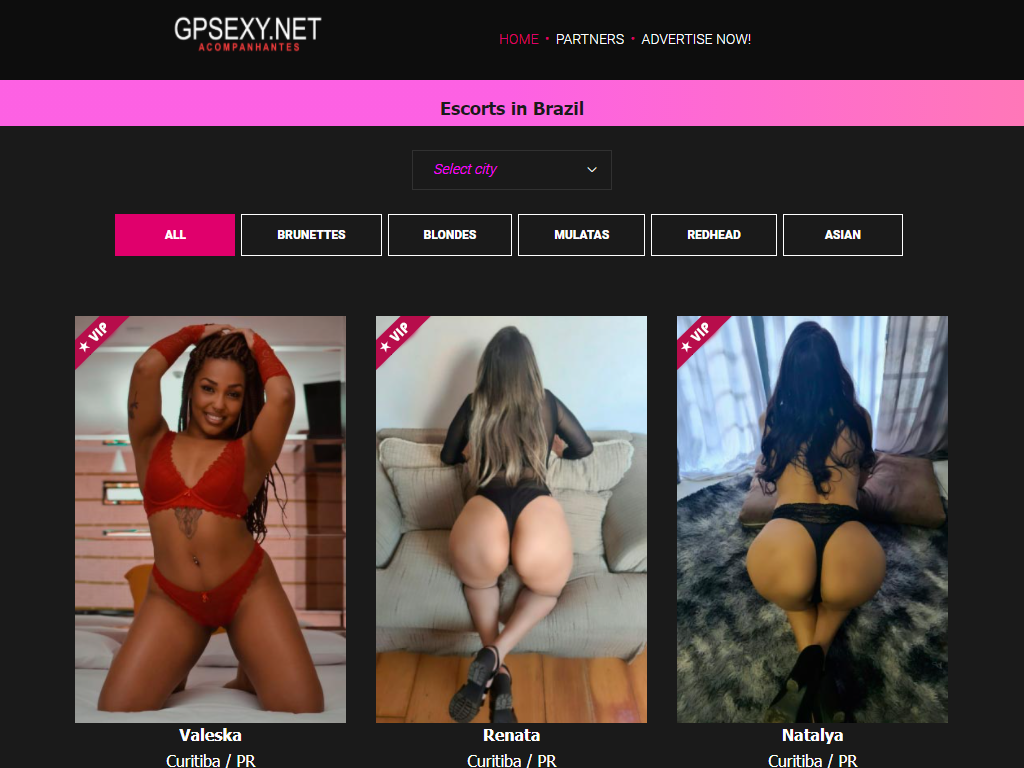 GPSEXY.NET
ACOMPANHANTES
HOME • PARTNERS • ADVERTISE NOW!
Escorts in Brazil
Select city
ALL BRUNETTES BLONDES MULATAS REDHEAD ASIAN
★ VIP ★ VIP ★ VIP
Valeska Renata Natalya
Curitiba / PR Curitiba / PR Curitiba / PR